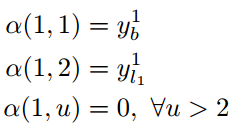 α(1, 1) = y_b^1
α(1, 2) = y_{l_1}^1
α(1, u) = 0, ∀u > 2